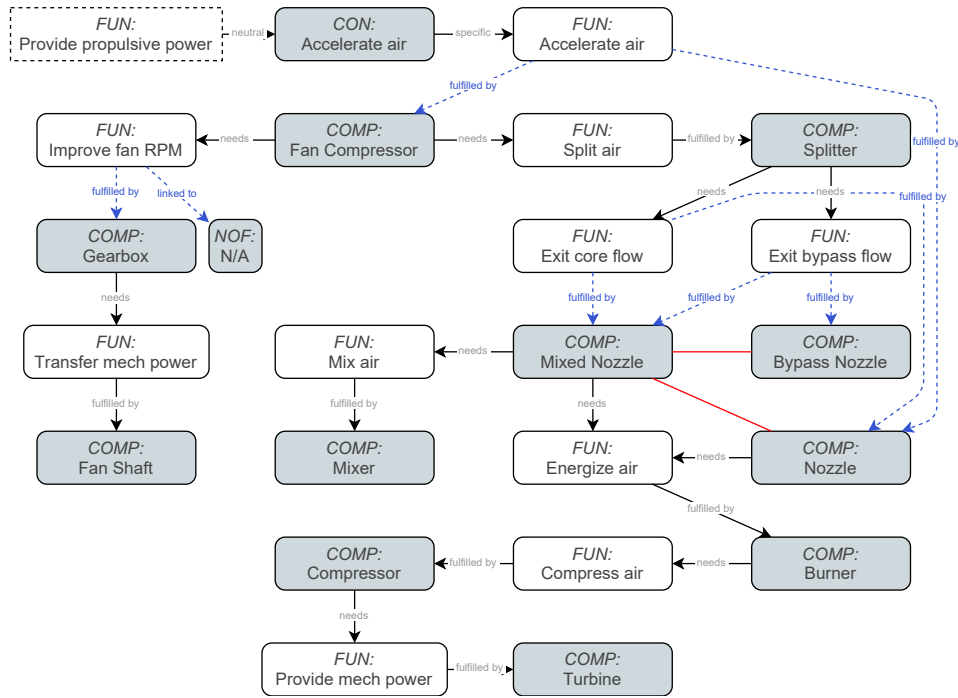 FUN:
Provide propulsive power
neutral
CON:
Accelerate air
specific
FUN:
Accelerate air
fulfilled by
fulfilled by
FUN:
Improve fan RPM
needs
COMP:
Fan Compressor
needs
FUN:
Split air
fulfilled by
COMP:
Splitter
fulfilled by
linked to
needs
needs
fulfilled by
COMP:
Gearbox
NOF:
N/A
FUN:
Exit core flow
FUN:
Exit bypass flow
needs
fulfilled by
fulfilled by
fulfilled by
FUN:
Transfer mech power
FUN:
Mix air
needs
COMP:
Mixed Nozzle
COMP:
Bypass Nozzle
fulfilled by
fulfilled by
needs
COMP:
Fan Shaft
COMP:
Mixer
FUN:
Energize air
needs
COMP:
Nozzle
fulfilled by
COMP:
Compressor
fulfilled by
FUN:
Compress air
needs
COMP:
Burner
needs
FUN:
Provide mech power
fulfilled by
COMP:
Turbine